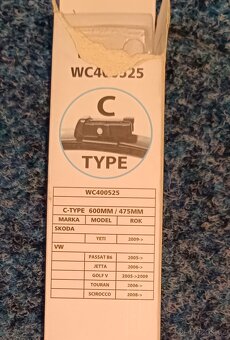 WC400525
C
TYPE
WC400525
C-TYPE 600MM / 475MM
MARKA MODEL ROK
SKODA
YETI 2009->
VW
PASSAT B6 2005->
JETTA 2006->
GOLF V 2005->2009
TOURAN 2006->
SCIROCCO 2008->